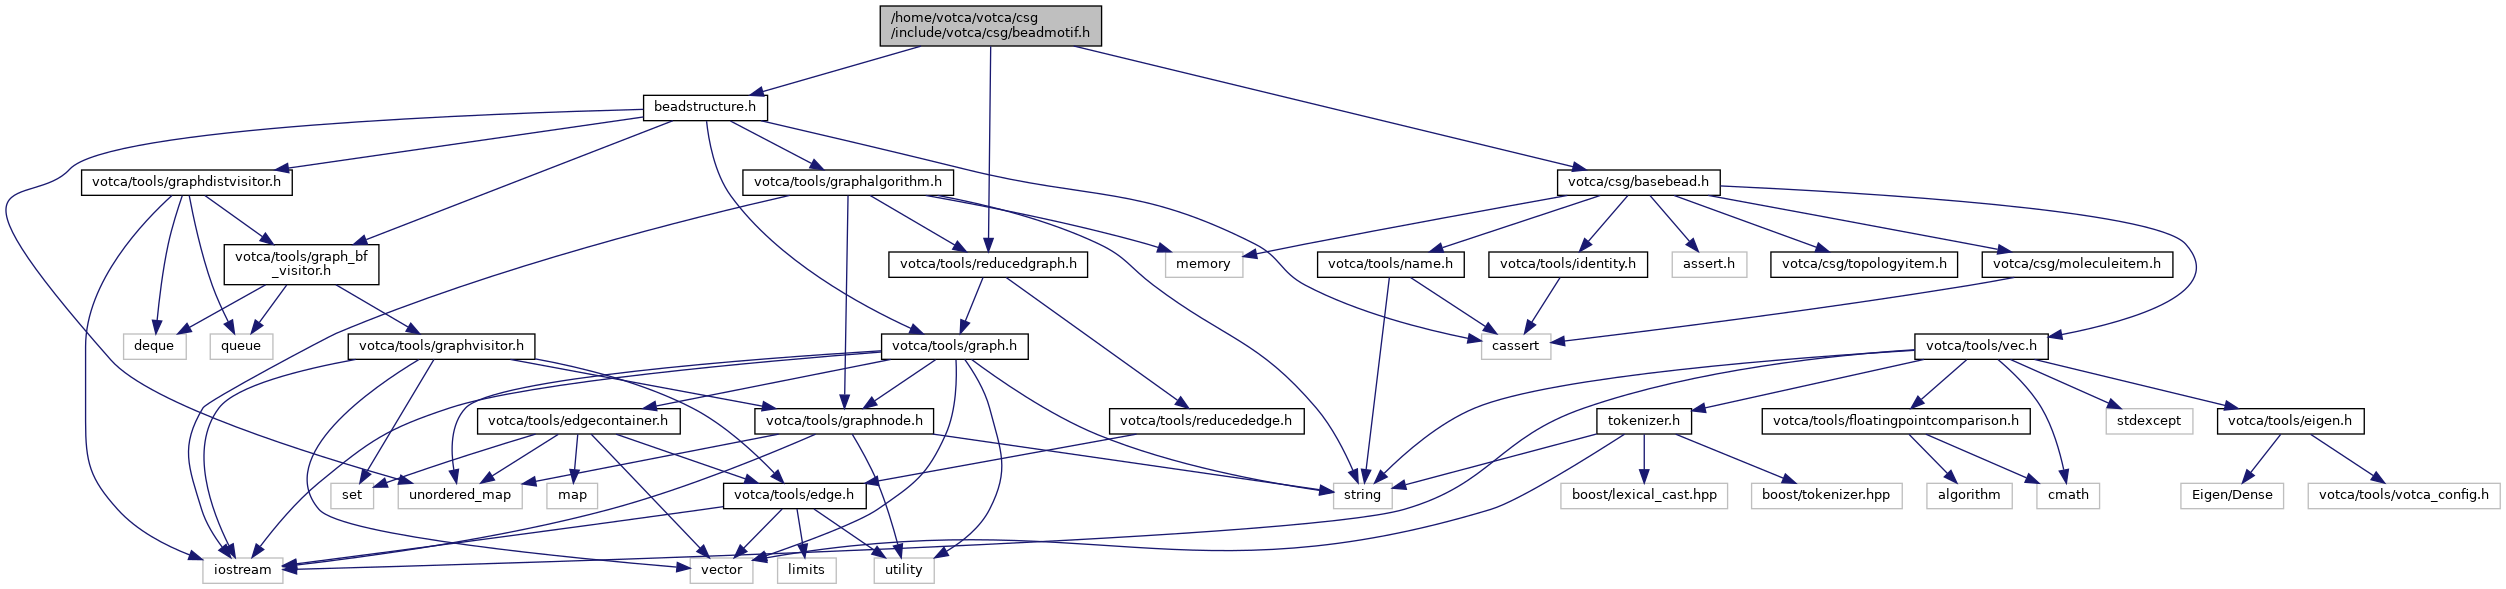 /home/votca/votca/csg
/include/votca/csg/beadmotif.h
beadstructure.h
votca/tools/graphdistvisitor.h
votca/tools/graphalgorithm.h
votca/csg/basebead.h
votca/tools/graph_bf
_visitor.h
votca/tools/reducedgraph.h
memory
votca/tools/name.h
votca/tools/identity.h
assert.h
votca/csg/topologyitem.h
votca/csg/moleculeitem.h
deque
queue
votca/tools/graphvisitor.h
votca/tools/graph.h
cassert
votca/tools/vec.h
votca/tools/edgecontainer.h
votca/tools/graphnode.h
votca/tools/reducededge.h
tokenizer.h
votca/tools/floatingpointcomparison.h
stdexcept
votca/tools/eigen.h
set
unordered_map
map
votca/tools/edge.h
string
boost/lexical_cast.hpp
boost/tokenizer.hpp
algorithm
cmath
Eigen/Dense
votca/tools/votca_config.h
iostream
vector
limits
utility